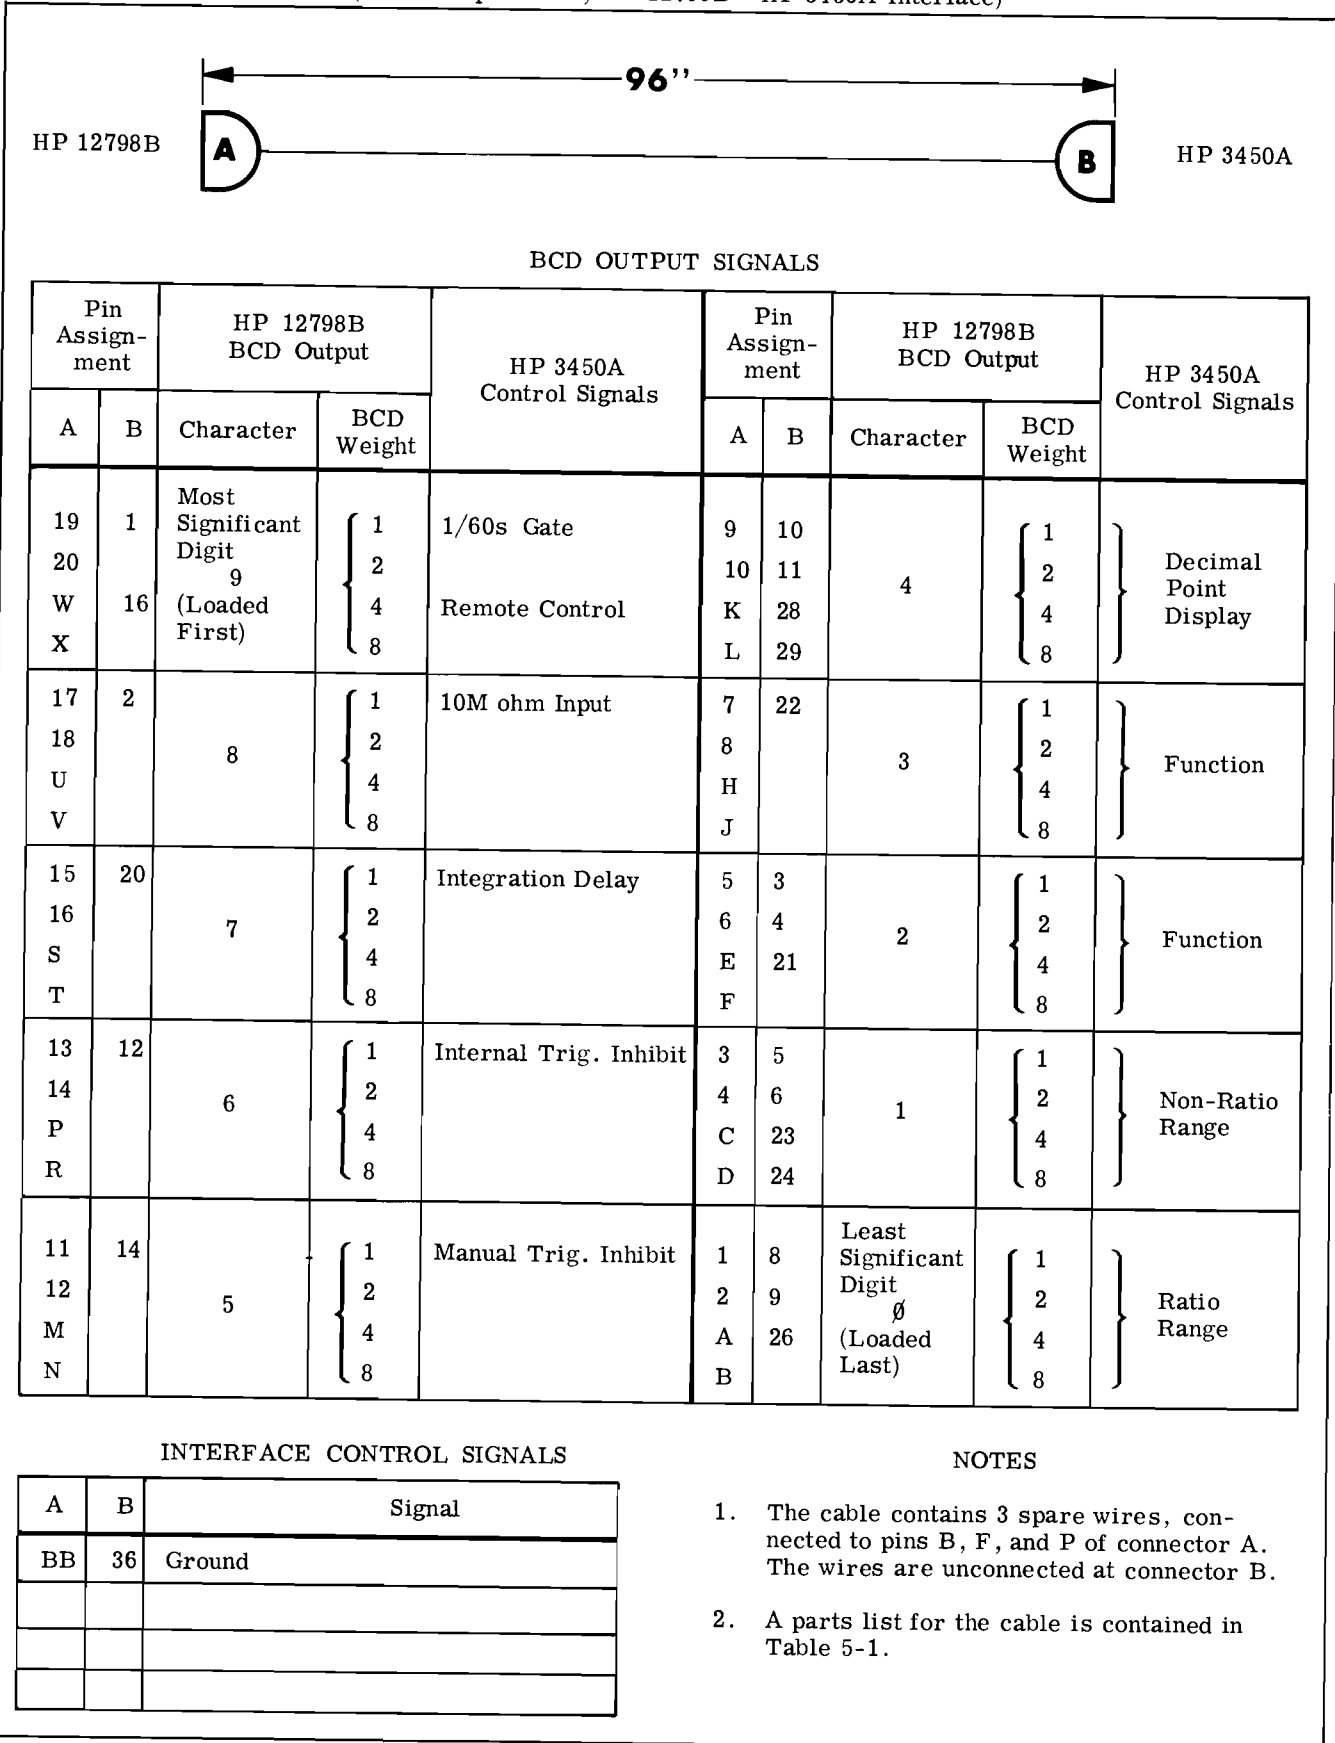 96''
HP 12798B A B HP 3450A
BCD OUTPUT SIGNALS
Pin Assign- ment HP 12798B BCD Output HP 3450A Control Signals Pin Assign- ment HP 12798B BCD Output HP 3450A Control Signals
A B Character BCD Weight A B Character BCD Weight
Most
Significant
Digit
9
(Loaded
First)
19 1 1 1/60s Gate
20 2
W 16 4 Remote Control
X 8
9 10 1
10 11 2
K 28 4
L 29 8
4
Decimal
Point
Display
17 2 1 10M ohm Input
18 2
U 4
V 8
8
7 22 1
8 2
H 4
J 8
3
Function
15 20 1 Integration Delay
16 2
S 4
T 8
7
5 3 1
6 4 2
E 21 4
F 8
2
Function
13 12 1 Internal Trig. Inhibit
14 2
P 4
R 8
6
3 5 1
4 6 2
C 23 4
D 24 8
1
Non-Ratio
Range
11 14 1 Manual Trig. Inhibit
12 2
M 4
N 8
5
1 8 1
2 9 2
A 26 4
B 8
Least
Significant
Digit
Ø
(Loaded
Last)
Ratio
Range
INTERFACE CONTROL SIGNALS
A B Signal
BB 36 Ground
NOTES
1. The cable contains 3 spare wires, con-
nected to pins B, F, and P of connector A.
The wires are unconnected at connector B.
2. A parts list for the cable is contained in
Table 5-1.